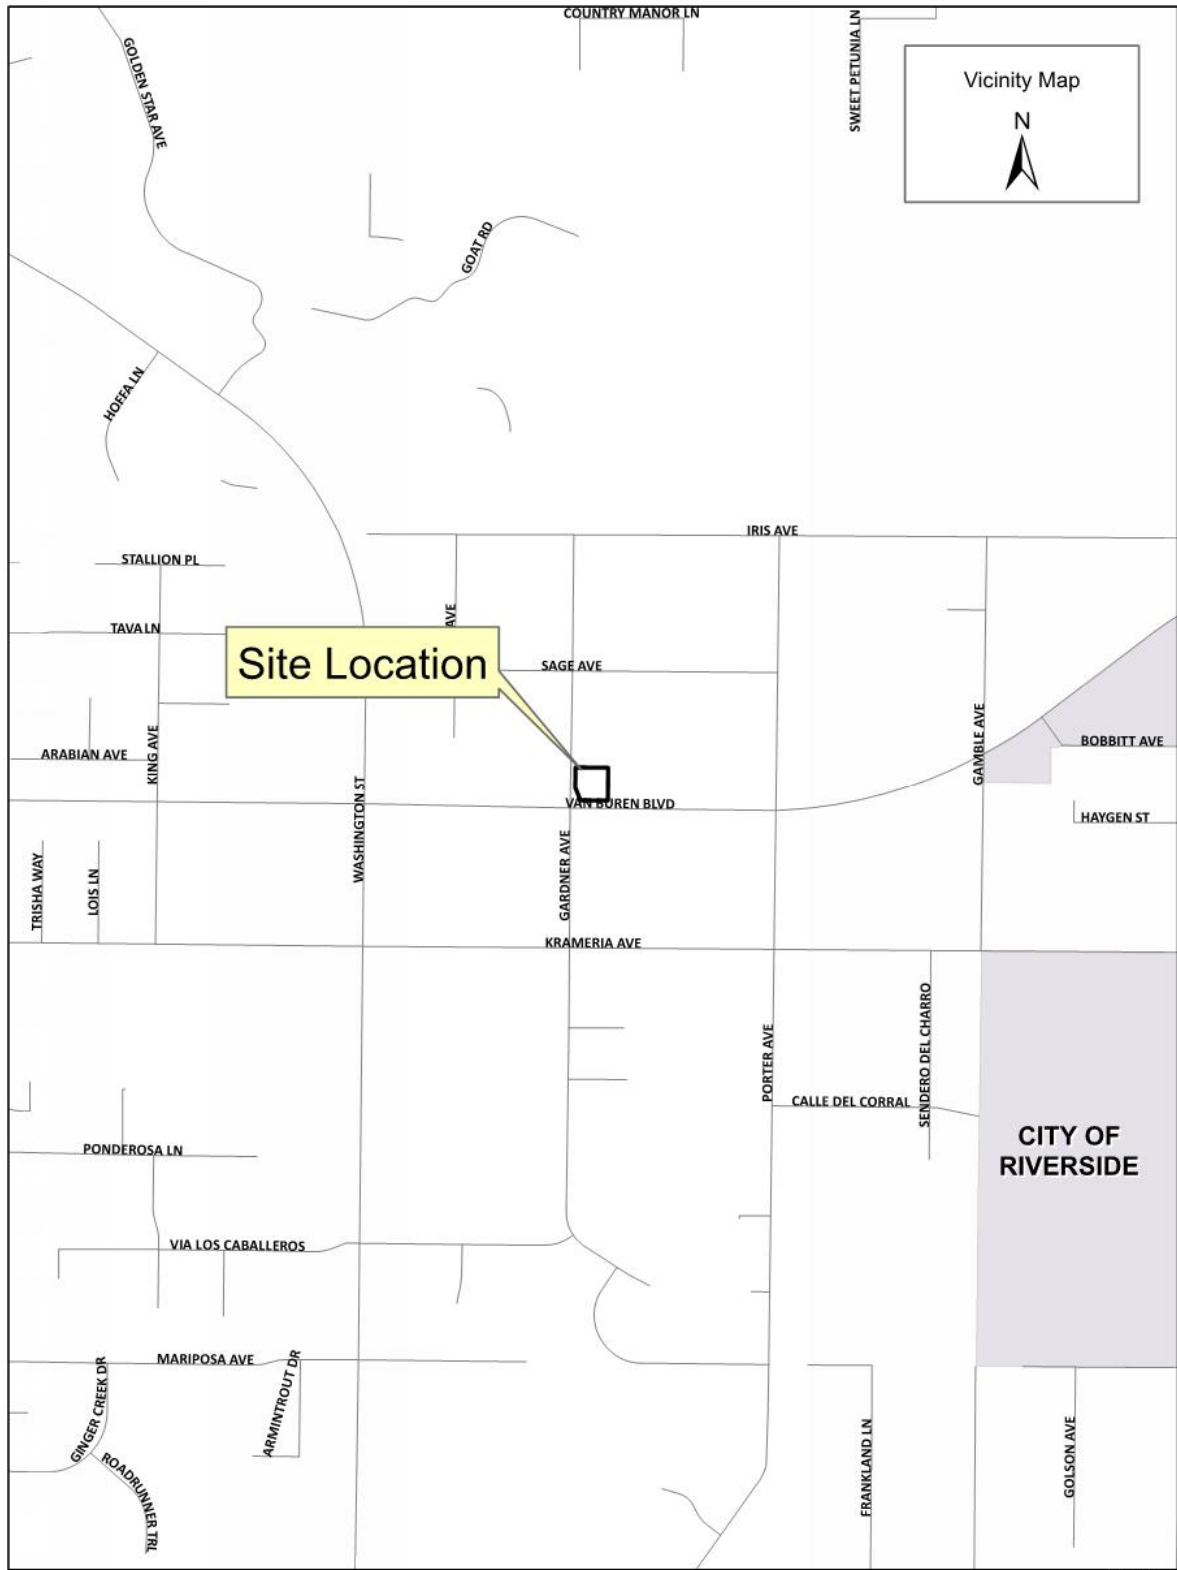 COUNTRY MANOR LN
SWEET PETUNIA LN
GOLDEN STAR AVE
Vicinity Map
N
GOAT RD
HOFFA LN
IRIS AVE
STALLION PL
AVE
TAVA LN
Site Location
SAGE AVE
GAMBLE AVE
KING AVE
ARABIAN AVE
BOBBITT AVE
WASHINGTON ST
VAN BUREN BLVD
HAYGEN ST
TRISHA WAY
LOIS LN
GARDNER AVE
KRAMERIA AVE
SENDERO DEL CHARRO
PORTER AVE
CALLE DEL CORRAL
CITY OF
RIVERSIDE
PONDEROSA LN
VIA LOS CABALLEROS
MARIPOSA AVE
GINGER CREEK DR
ARMINTROUT DR
ROADRUNNER TRL
FRANKLAND LN
GOLSON AVE